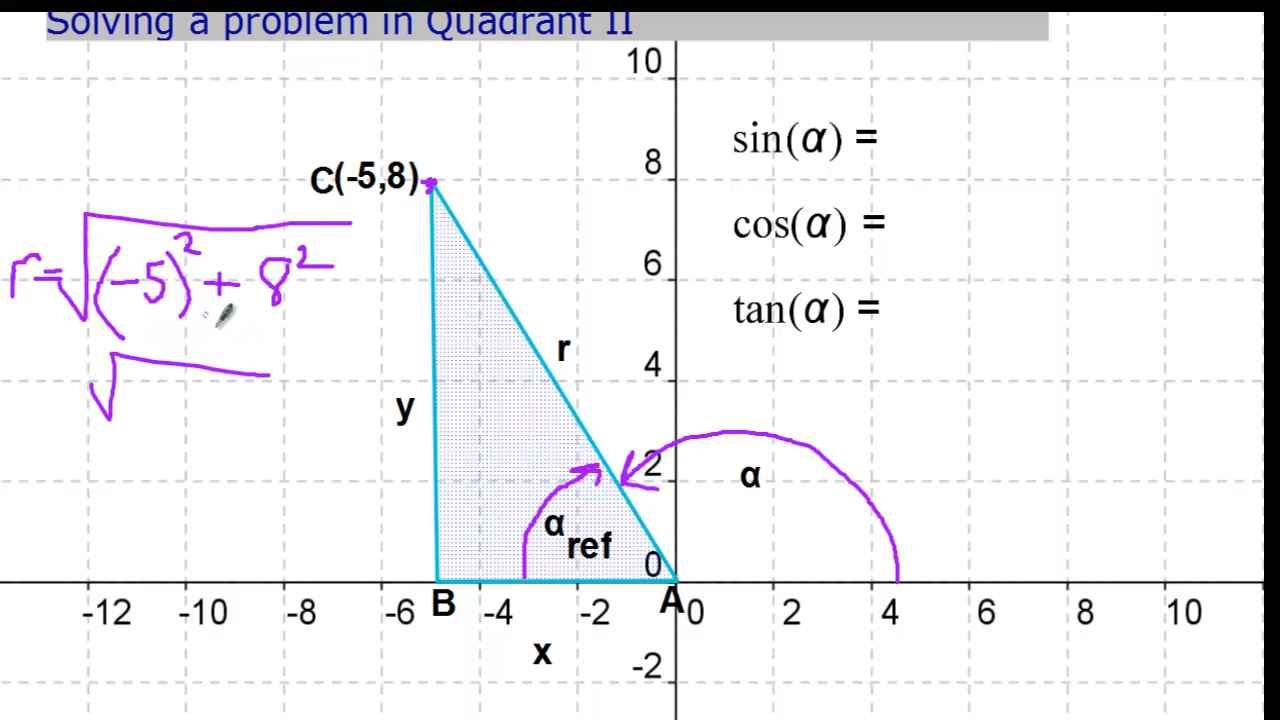 Solving a problem in Quadrant II
10
sin(α) =
8
C(-5,8)
cos(α) =
r=√(-5)²+8²
6
tan(α) =
r
4
√
y
2
α
α
ref
0
-12 -10 -8 -6 B -4 -2 A 0 2 4 6 8 10
x
-2